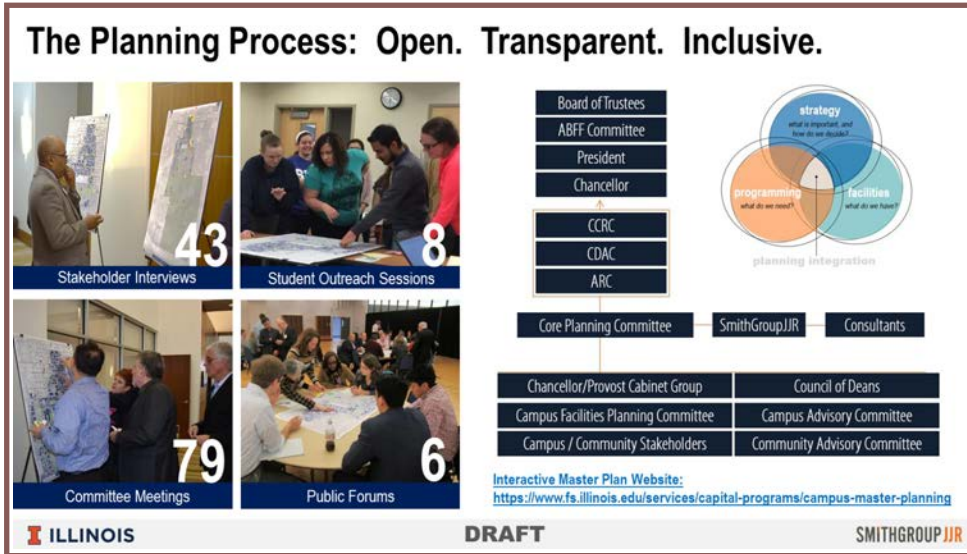 The Planning Process: Open. Transparent. Inclusive.
43
Stakeholder Interviews
8
Student Outreach Sessions
79
Committee Meetings
6
Public Forums
Board of Trustees
ABFF Committee
President
Chancellor
CCRC
CDAC
ARC
Core Planning Committee
SmithGroupJJR
Consultants
Chancellor/Provost Cabinet Group
Council of Deans
Campus Facilities Planning Committee
Campus Advisory Committee
Campus / Community Stakeholders
Community Advisory Committee
strategy
what is important, and
how do we decide?
programming
what do we need?
facilities
what do we have?
planning integration
Interactive Master Plan Website:
https://www.fs.illinois.edu/services/capital-programs/campus-master-planning
I ILLINOIS
DRAFT
SMITHGROUPJJR